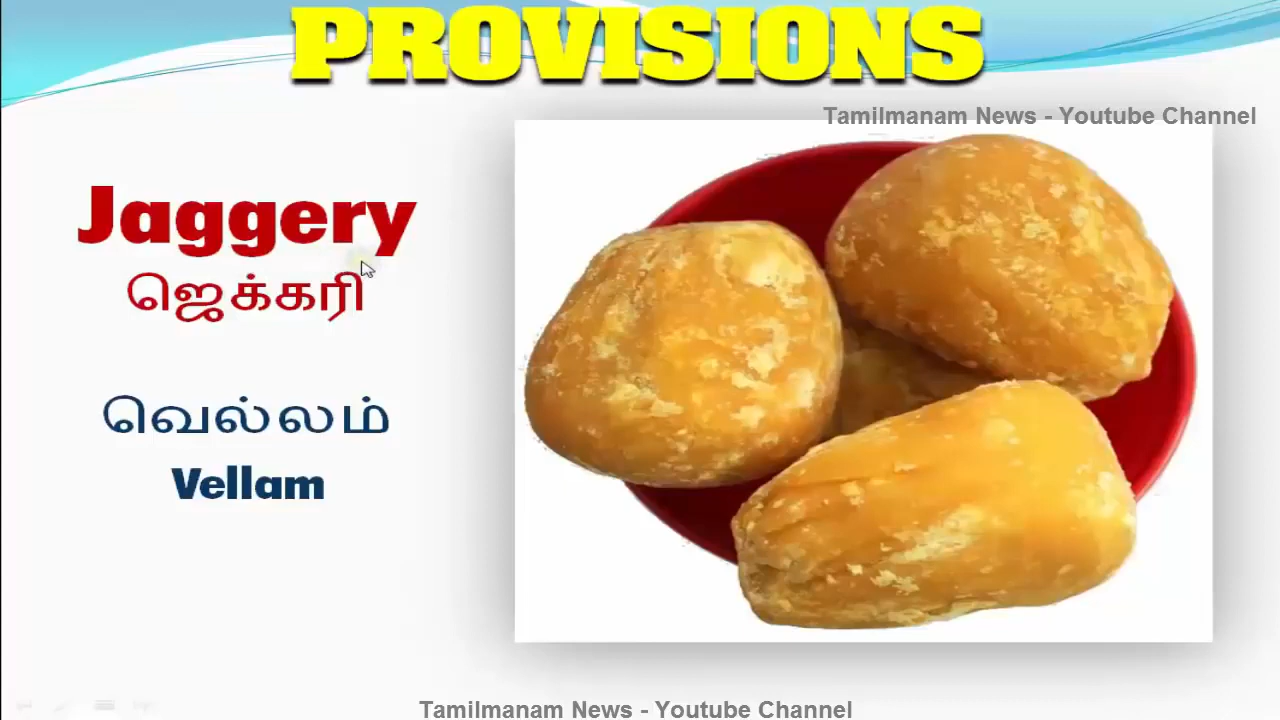 PROVISIONS
Tamilmanam News - Youtube Channel
Jaggery
ஜெக்கரி
வெல்லம்
Vellam
Tamilmanam News - Youtube Channel